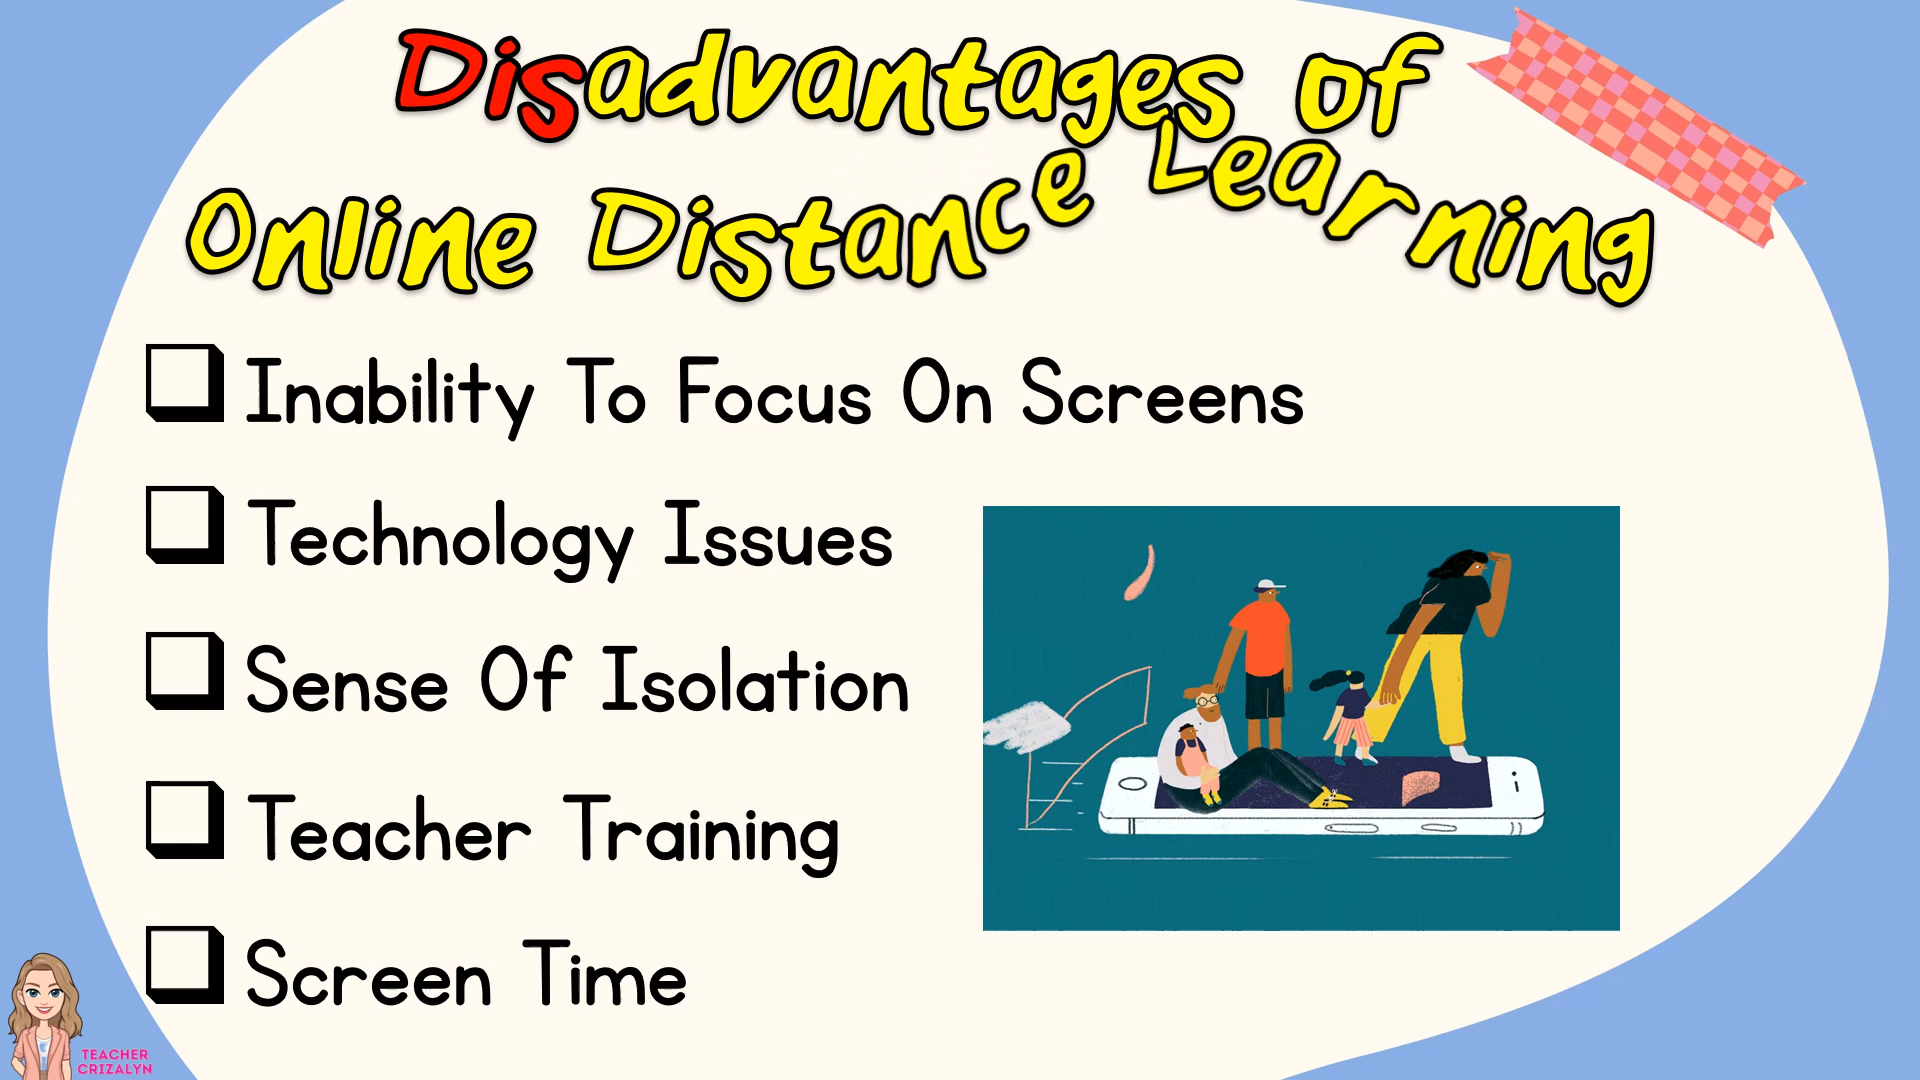 Disadvantages of
Online Distance Learning
Inability To Focus On Screens
Technology Issues
Sense Of Isolation
Teacher Training
Screen Time
TEACHER
CRIZALYN